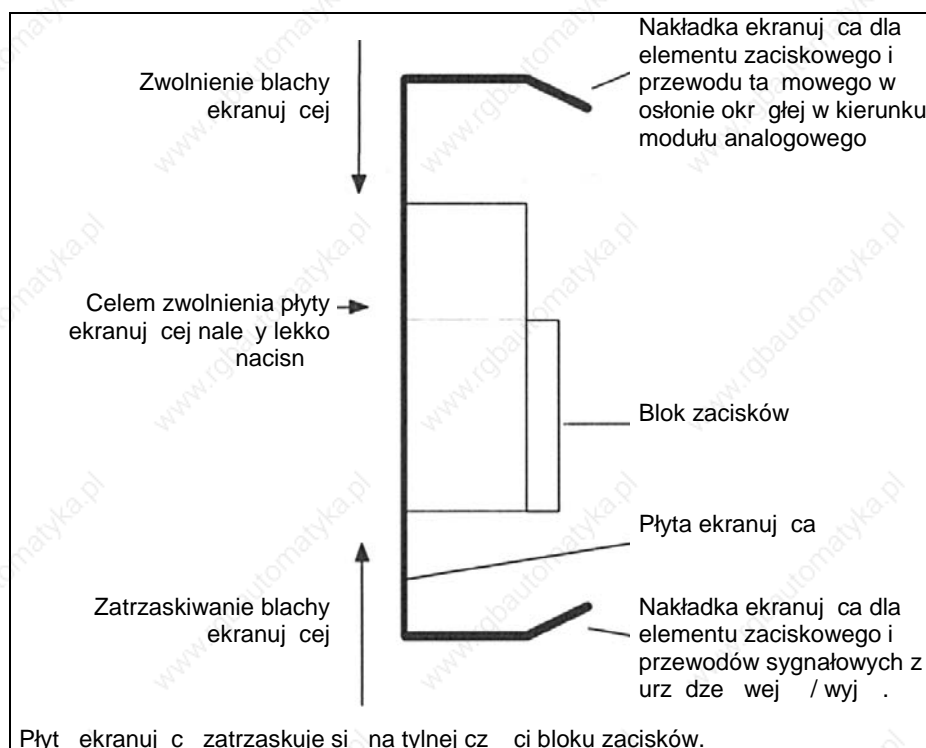 Nakładka ekranuj ca dla
elementu zaciskowego i
przewodu ta mowego w
osłonie okr głej w kierunku
modułu analogowego
Zwolnienie blachy
ekranuj cej
Celem zwolnienia płyty
ekranuj cej nale y lekko
nacisn
Blok zacisków
Płyta ekranuj ca
Zatrzaskiwanie blachy
ekranuj cej
Nakładka ekranuj ca dla
elementu zaciskowego i
przewodów sygnałowych z
urz dze wej / wyj .
Płyt ekranuj c zatrzaskuje si na tylnej cz ci bloku zacisków.
www.rgbautomatyka.pl